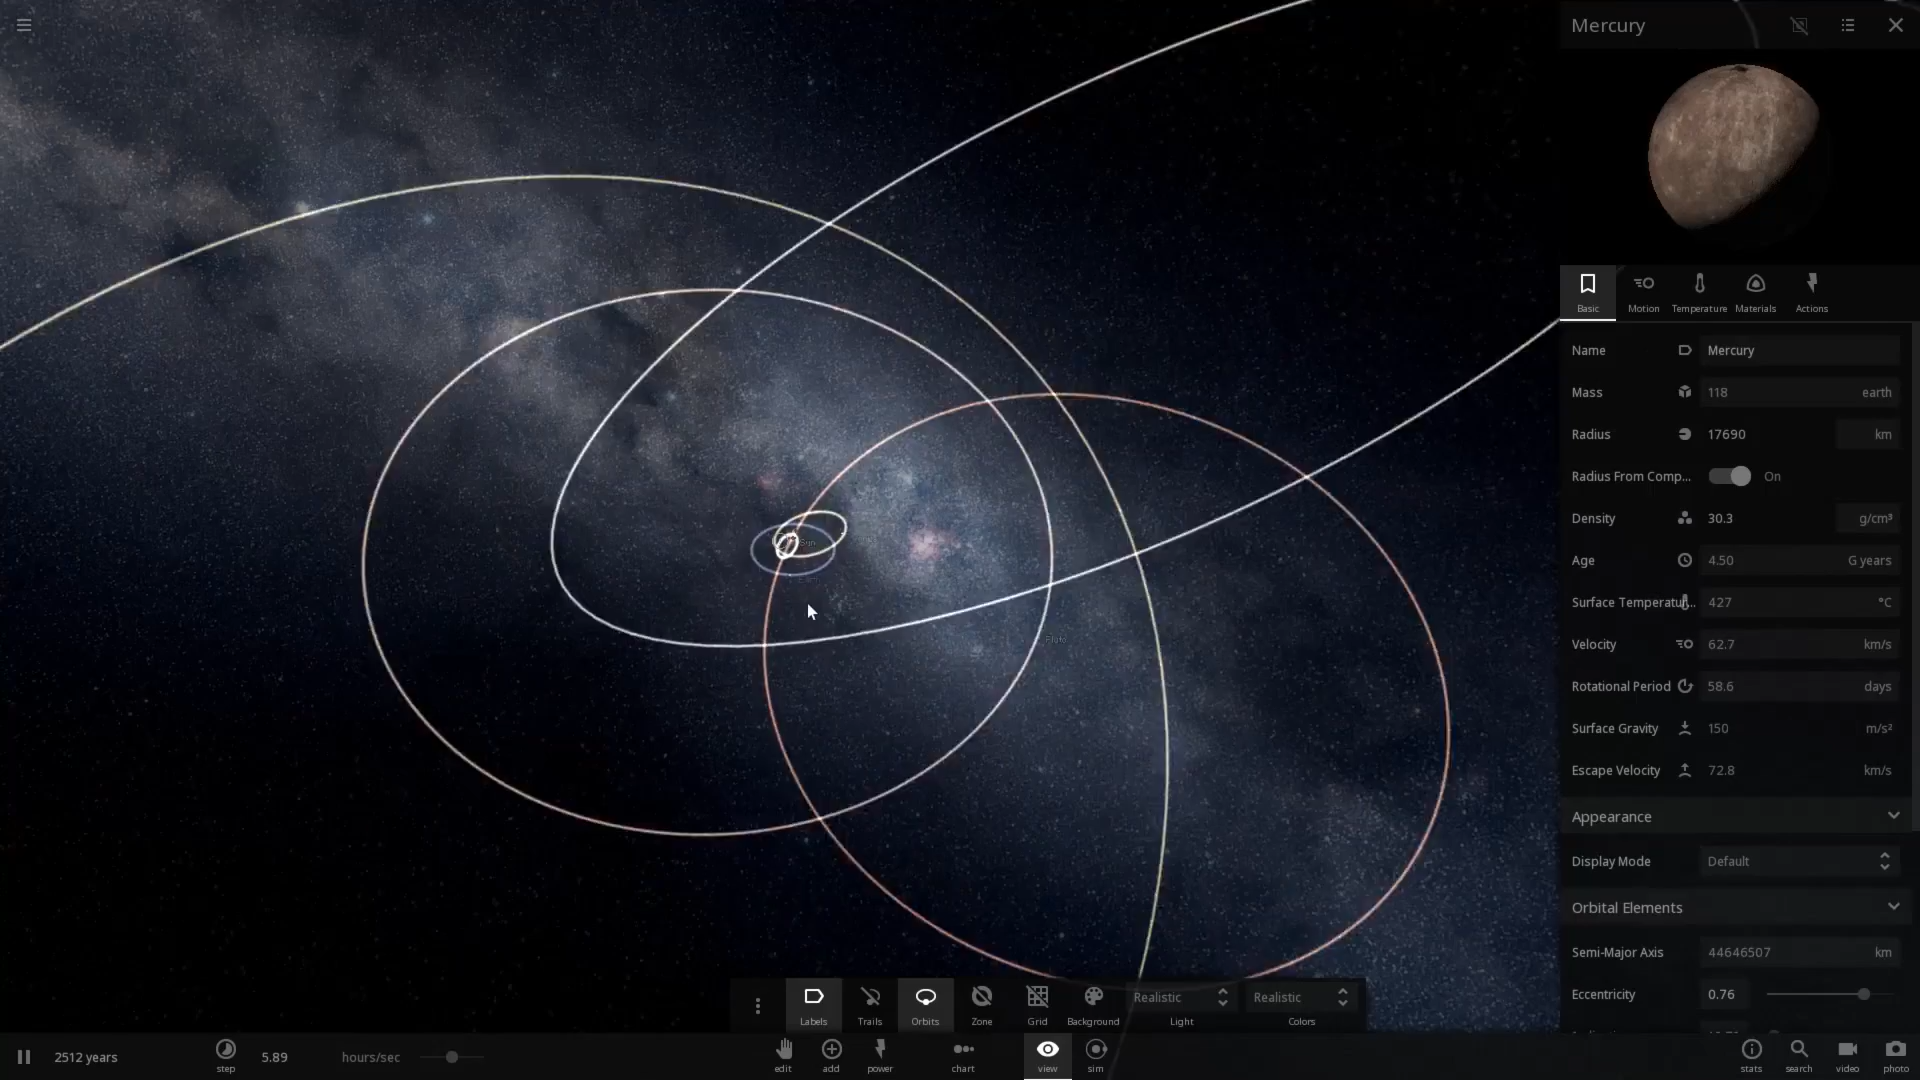 Mercury
Basic
Motion
Temperature
Materials
Actions
Name
Mercury
Mass
118
earth
Radius
17690
km
Radius From Comp...
On
Density
30.3
g/cm³
Age
4.50
G years
Surface Temperatur...
427
°C
Velocity
62.7
km/s
Rotational Period
58.6
days
Surface Gravity
150
m/s²
Escape Velocity
72.8
km/s
Appearance
Display Mode
Default
Orbital Elements
Semi-Major Axis
44646507
km
Eccentricity
0.76
Sun
Labels
Trails
Orbits
Zone
Grid
Background
Realistic
Light
Realistic
Colors
2512 years
step
5.89
hours/sec
edit
add
power
chart
view
sim
stats
search
video
photo